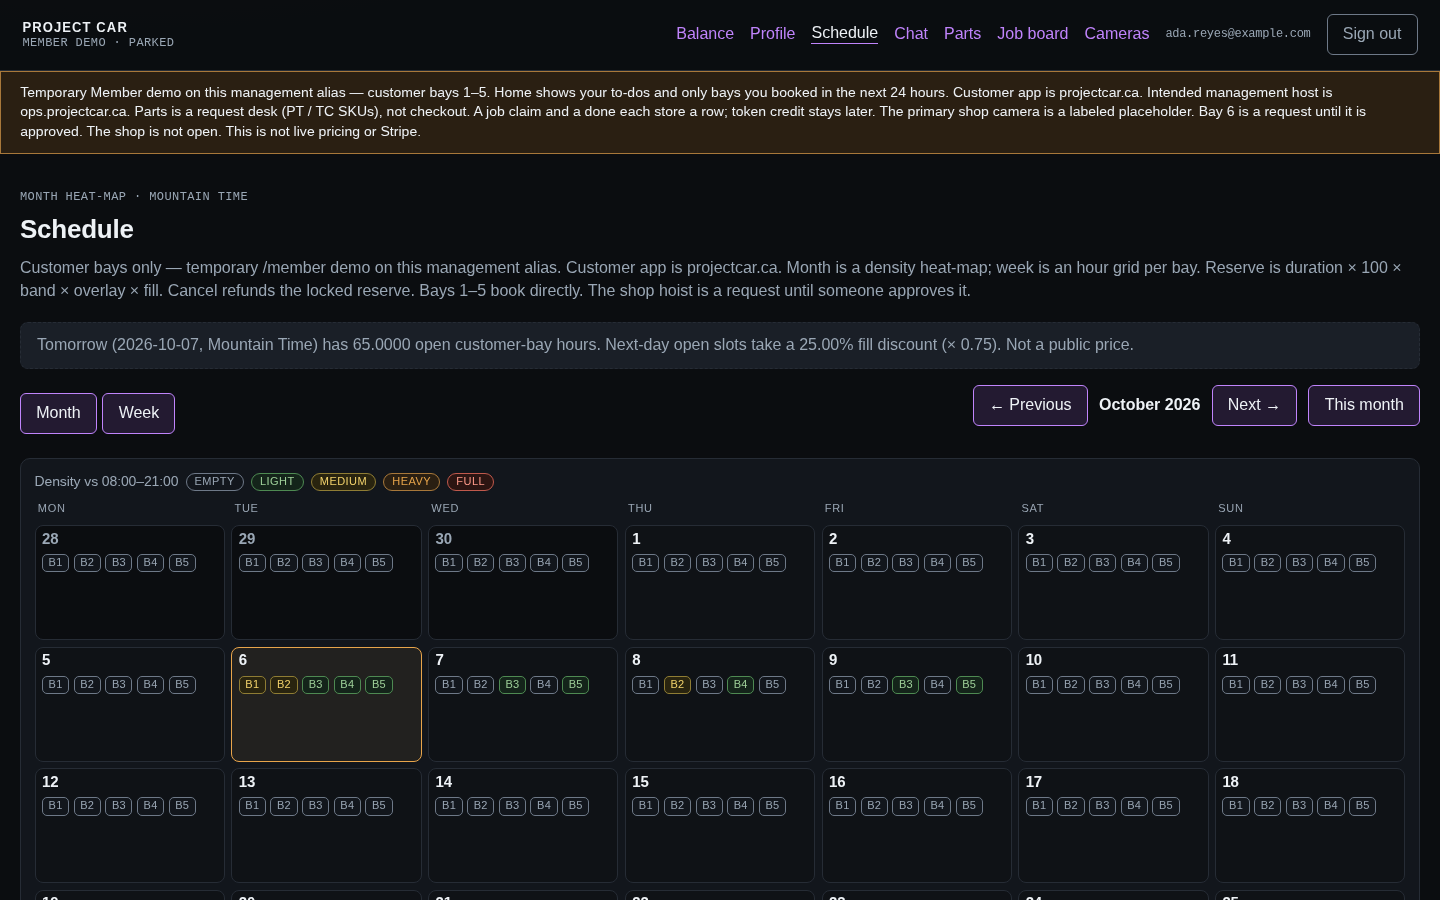 PROJECT CAR
MEMBER DEMO · PARKED
Balance Profile Schedule Chat Parts Job board Cameras ada.reyes@example.com Sign out
Temporary Member demo on this management alias — customer bays 1–5. Home shows your to-dos and only bays you booked in the next 24 hours. Customer app is projectcar.ca. Intended management host is
ops.projectcar.ca. Parts is a request desk (PT / TC SKUs), not checkout. A job claim and a done each store a row; token credit stays later. The primary shop camera is a labeled placeholder. Bay 6 is a request until it is
approved. The shop is not open. This is not live pricing or Stripe.
MONTH HEAT-MAP · MOUNTAIN TIME
Schedule
Customer bays only — temporary /member demo on this management alias. Customer app is projectcar.ca. Month is a density heat-map; week is an hour grid per bay. Reserve is duration × 100 ×
band × overlay × fill. Cancel refunds the locked reserve. Bays 1–5 book directly. The shop hoist is a request until someone approves it.
Tomorrow (2026-10-07, Mountain Time) has 65.0000 open customer-bay hours. Next-day open slots take a 25.00% fill discount (× 0.75). Not a public price.
Month Week ← Previous October 2026 Next → This month
Density vs 08:00–21:00 EMPTY LIGHT MEDIUM HEAVY FULL
MON TUE WED THU FRI SAT SUN
28 29 30 1 2 3 4
B1 B2 B3 B4 B5 B1 B2 B3 B4 B5 B1 B2 B3 B4 B5 B1 B2 B3 B4 B5 B1 B2 B3 B4 B5 B1 B2 B3 B4 B5 B1 B2 B3 B4 B5
5 6 7 8 9 10 11
B1 B2 B3 B4 B5 B1 B2 B3 B4 B5 B1 B2 B3 B4 B5 B1 B2 B3 B4 B5 B1 B2 B3 B4 B5 B1 B2 B3 B4 B5 B1 B2 B3 B4 B5
12 13 14 15 16 17 18
B1 B2 B3 B4 B5 B1 B2 B3 B4 B5 B1 B2 B3 B4 B5 B1 B2 B3 B4 B5 B1 B2 B3 B4 B5 B1 B2 B3 B4 B5 B1 B2 B3 B4 B5